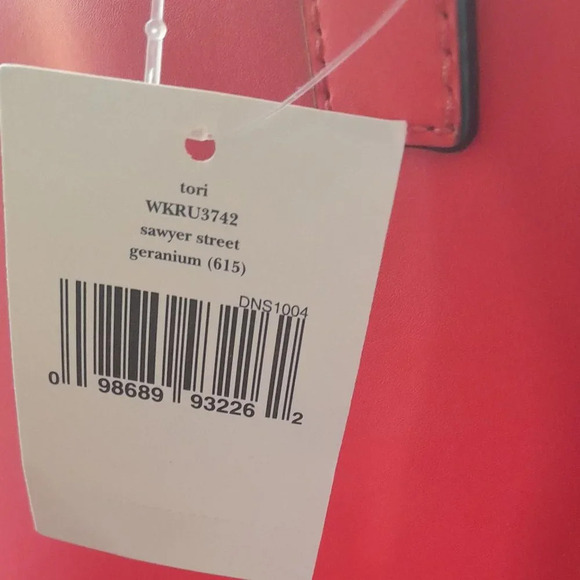 tori
WKRU3742
sawyer street
geranium (615)
DNS1004
0 98689 93226 2